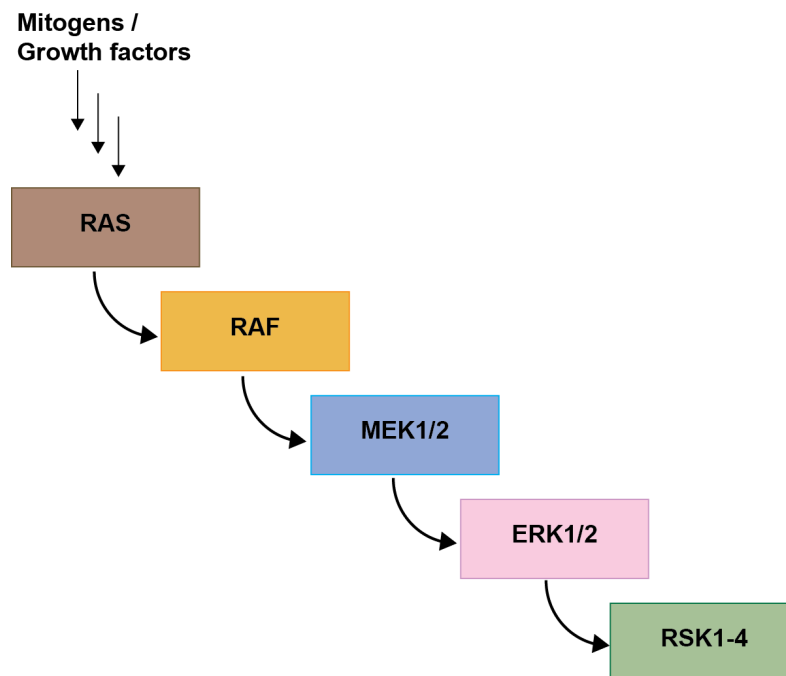 Mitogens /
Growth factors
RAS
RAF
MEK1/2
ERK1/2
RSK1-4